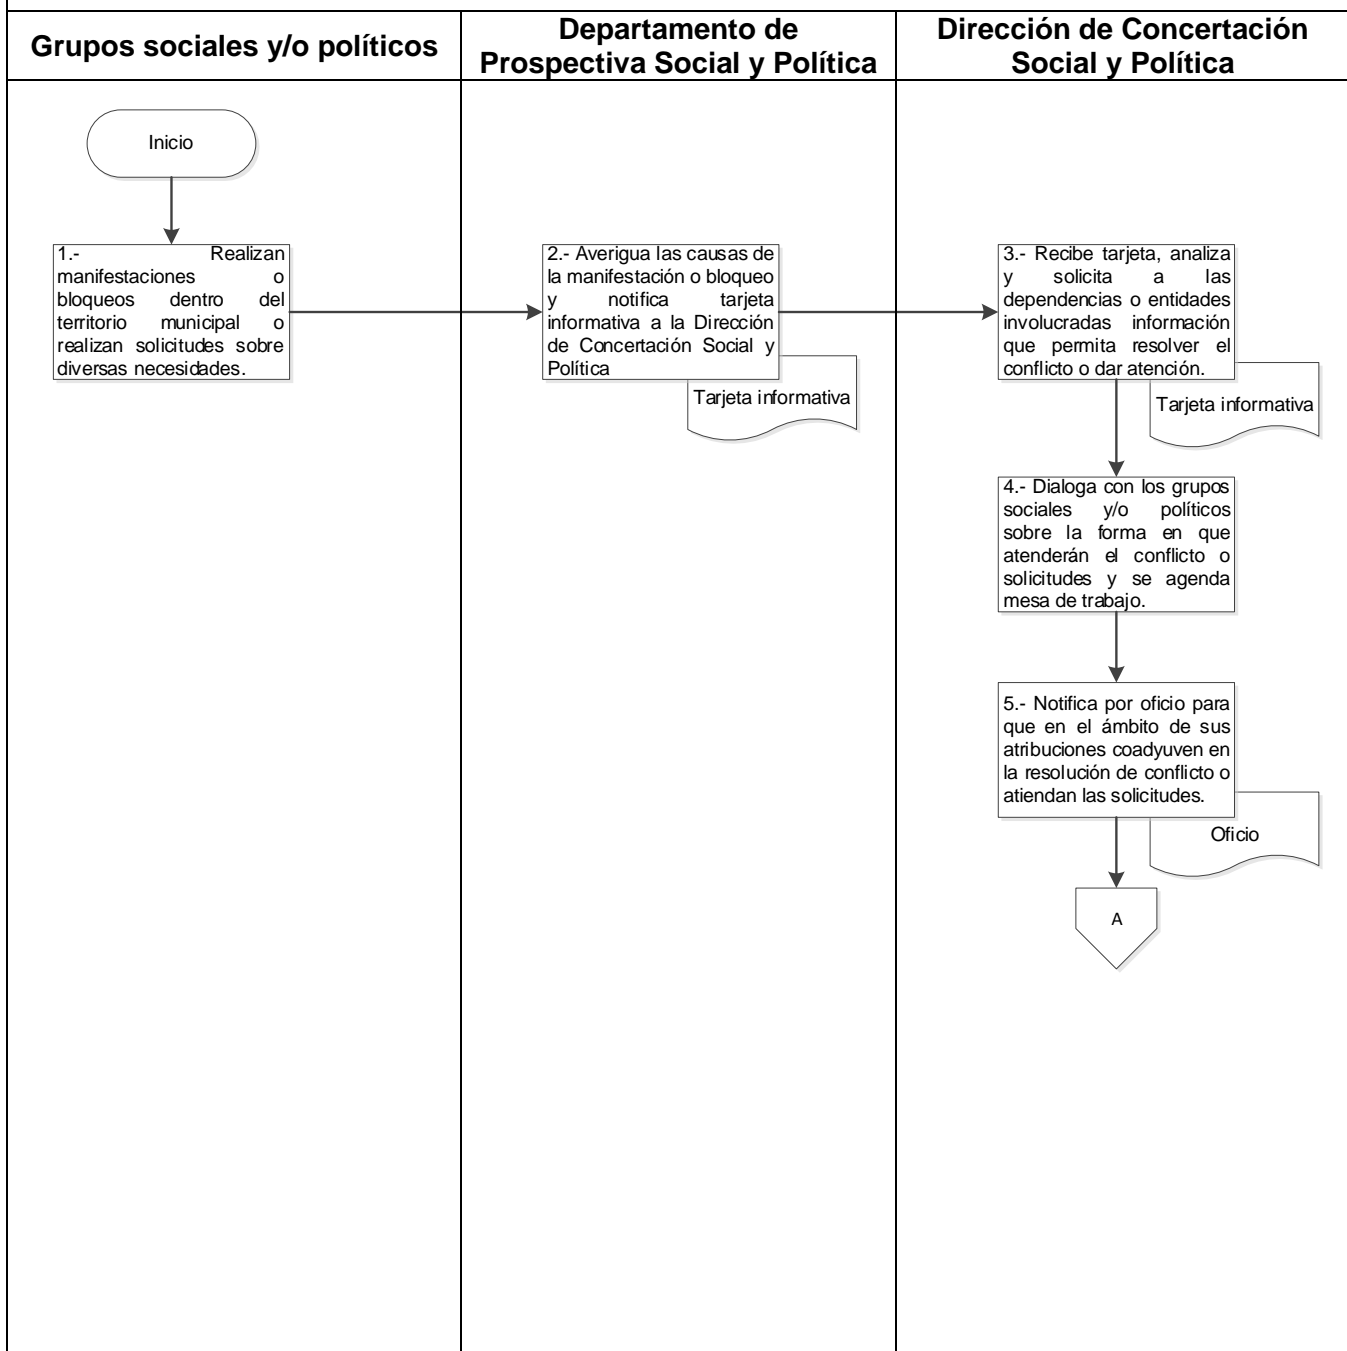 Grupos sociales y/o políticos
Departamento de
Prospectiva Social y Política
Dirección de Concertación
Social y Política
Inicio
1.- Realizan
manifestaciones o
bloqueos dentro del
territorio municipal o
realizan solicitudes sobre
diversas necesidades.
2.- Averigua las causas de
la manifestación o bloqueo
y notifica tarjeta
informativa a la Dirección
de Concertación Social y
Política
Tarjeta informativa
3.- Recibe tarjeta, analiza
y solicita a las
dependencias o entidades
involucradas información
que permita resolver el
conflicto o dar atención.
Tarjeta informativa
4.- Dialoga con los grupos
sociales y/o políticos
sobre la forma en que
atenderán el conflicto o
solicitudes y se agenda
mesa de trabajo.
5.- Notifica por oficio para
que en el ámbito de sus
atribuciones coadyuven en
la resolución de conflicto o
atiendan las solicitudes.
Oficio
A